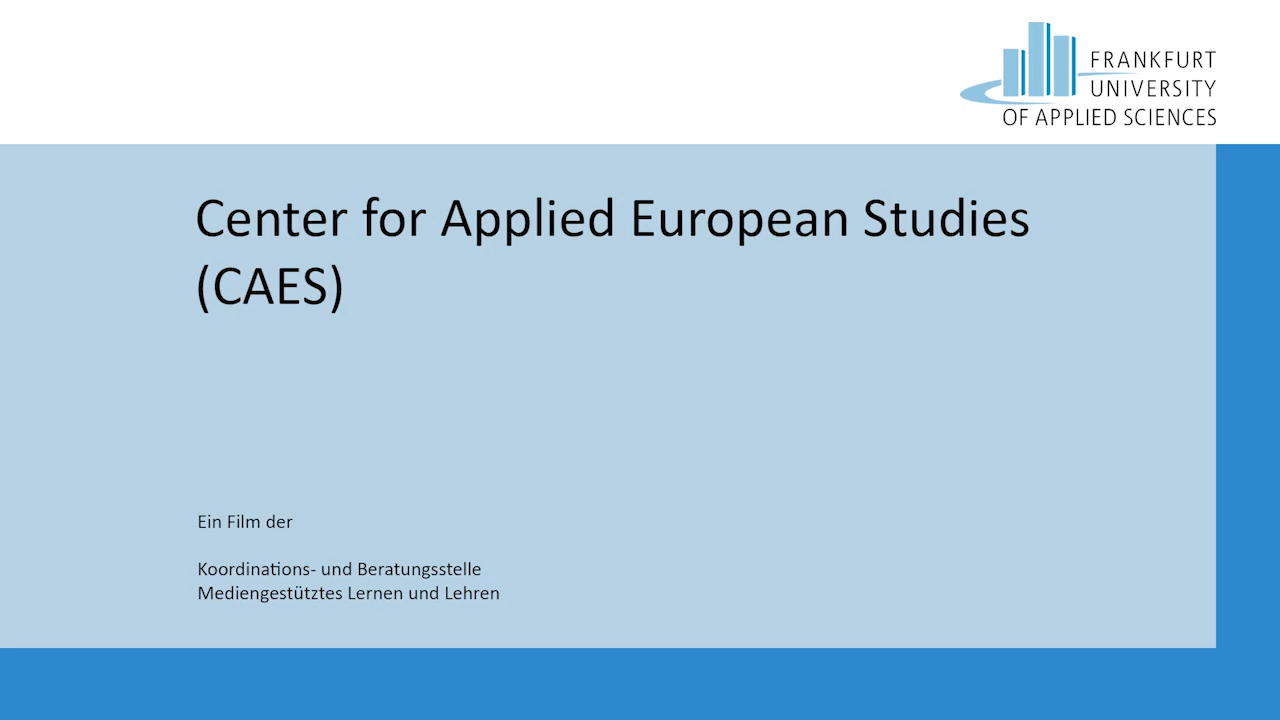 FRANKFURT
UNIVERSITY
OF APPLIED SCIENCES
Center for Applied European Studies
(CAES)
Ein Film der
Koordinations- und Beratungsstelle
Mediengestütztes Lernen und Lehren